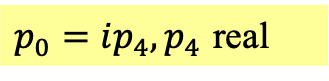 p₀ = ip₄, p₄ real